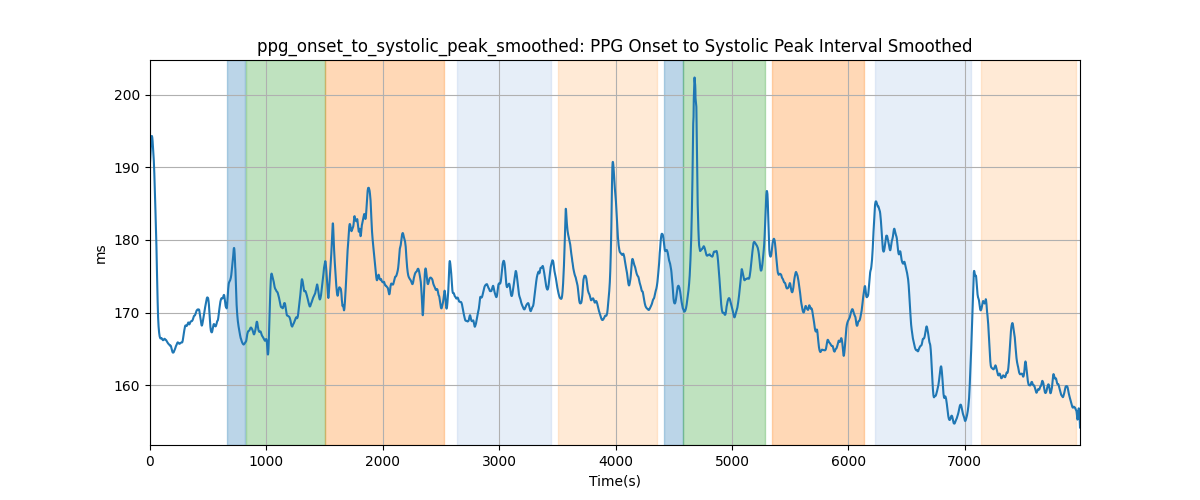 ppg_onset_to_systolic_peak_smoothed: PPG Onset to Systolic Peak Interval Smoothed
200
190
180
170
160
ms
0 1000 2000 3000 4000 5000 6000 7000
Time(s)